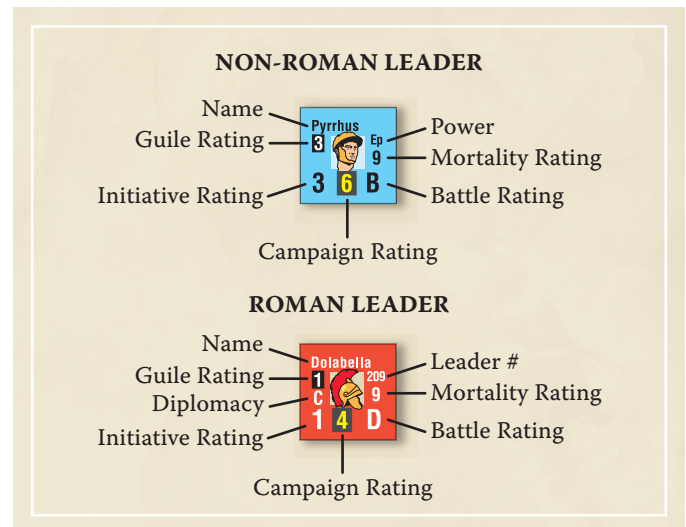 NON-ROMAN LEADER
Name
Pyrrhus
Guile Rating
3
Ep
Power
9
Mortality Rating
Initiative Rating
3 6 B
Battle Rating
Campaign Rating
ROMAN LEADER
Name
Dolabella
Guile Rating
1
209
Leader #
Diplomacy
C
9
Mortality Rating
Initiative Rating
1 4 D
Battle Rating
Campaign Rating